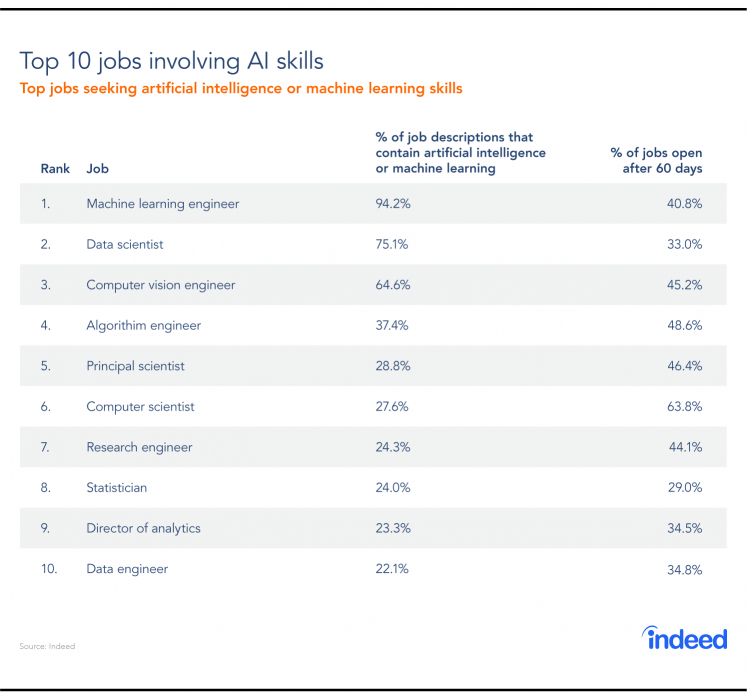 Top 10 jobs involving AI skills
Top jobs seeking artificial intelligence or machine learning skills
% of job descriptions that
contain artificial intelligence
or machine learning
% of jobs open
after 60 days
Rank Job
1. Machine learning engineer 94.2% 40.8%
2. Data scientist 75.1% 33.0%
3. Computer vision engineer 64.6% 45.2%
4. Algorithim engineer 37.4% 48.6%
5. Principal scientist 28.8% 46.4%
6. Computer scientist 27.6% 63.8%
7. Research engineer 24.3% 44.1%
8. Statistician 24.0% 29.0%
9. Director of analytics 23.3% 34.5%
10. Data engineer 22.1% 34.8%
Source: Indeed
indeed